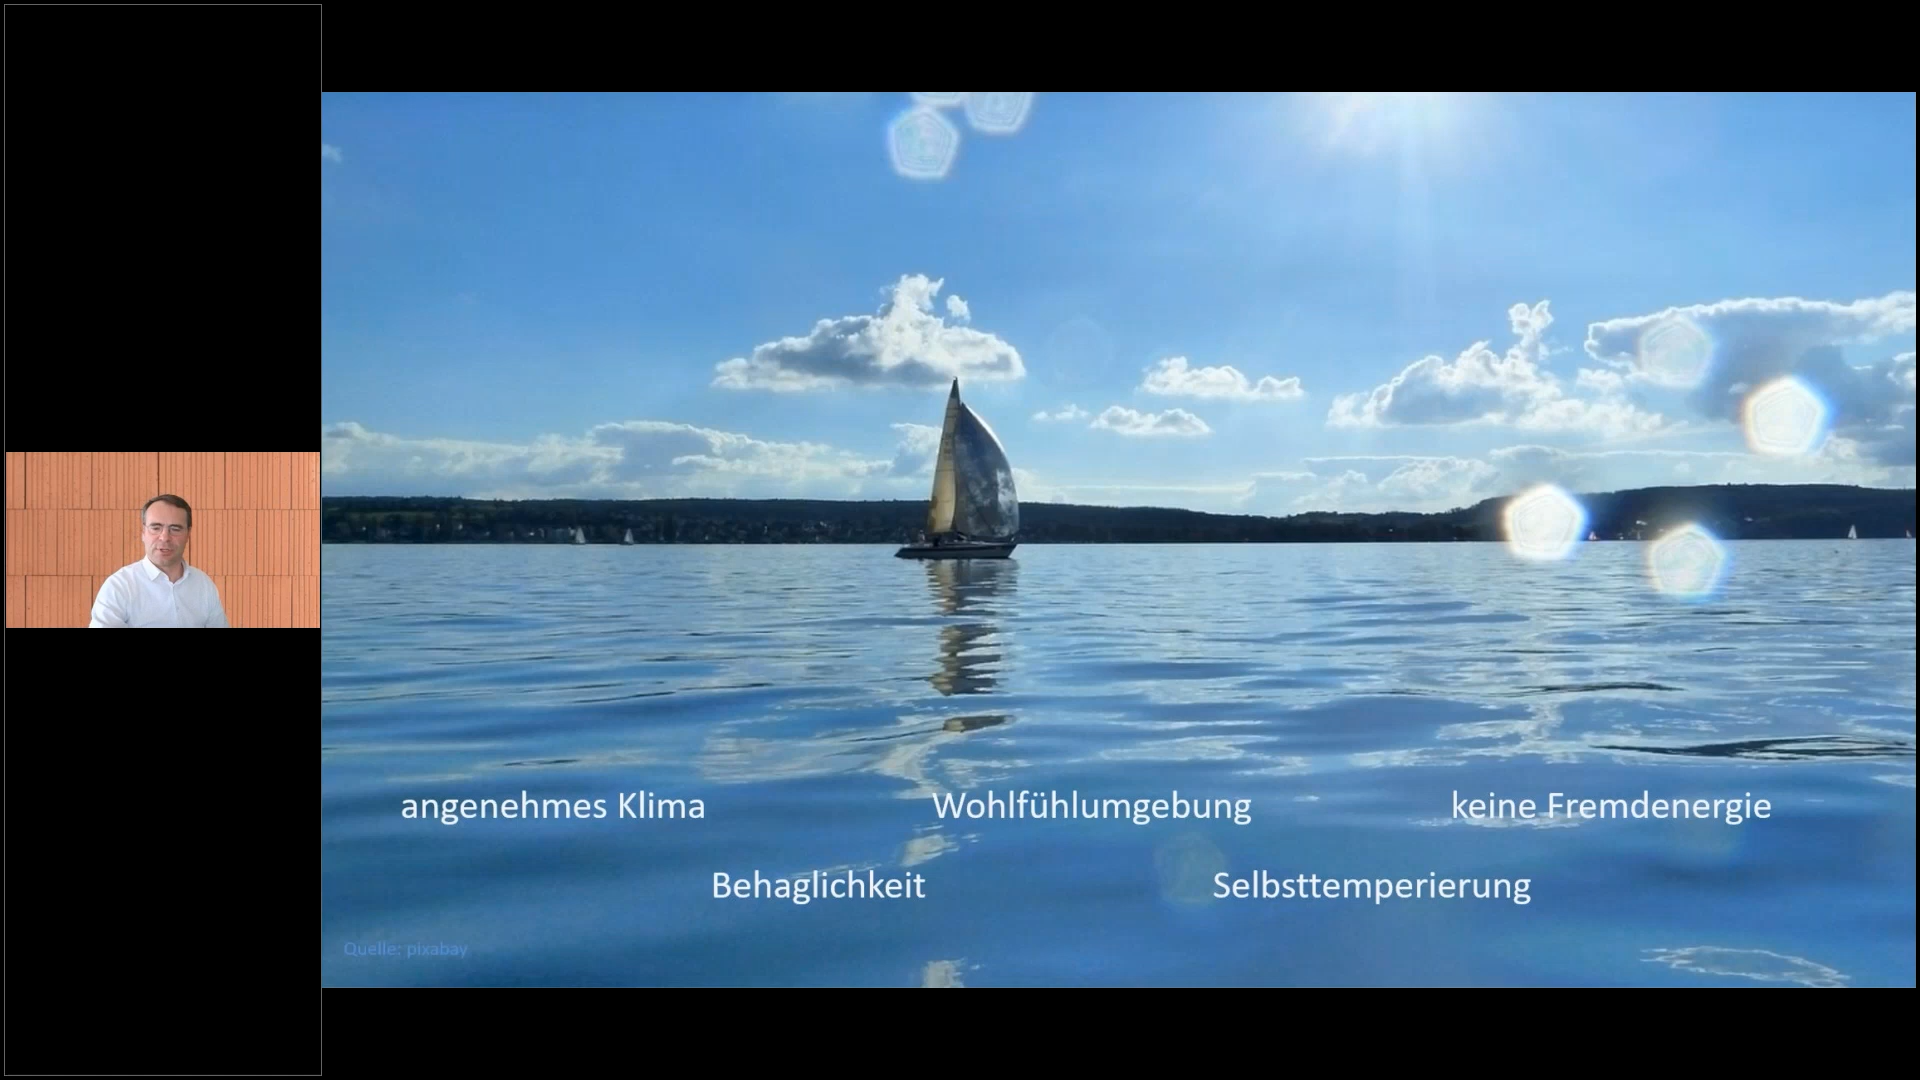 angenehmes Klima
Wohlfühlumgebung
keine Fremdenergie
Behaglichkeit
Selbsttemperierung
Quelle: pixabay